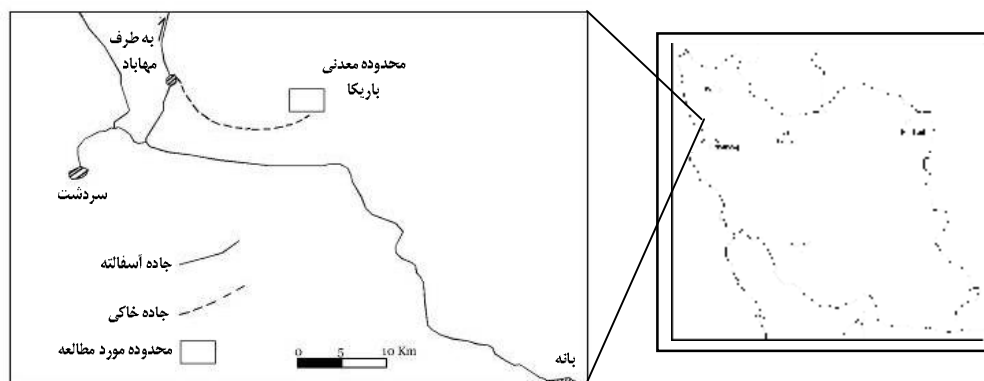 به طرف
مهاباد
محدوده معدنی
باریکا
سردشت
جاده آسفالته
جاده خاکی
محدوده مورد مطالعه
0 5 10 Km
بانه